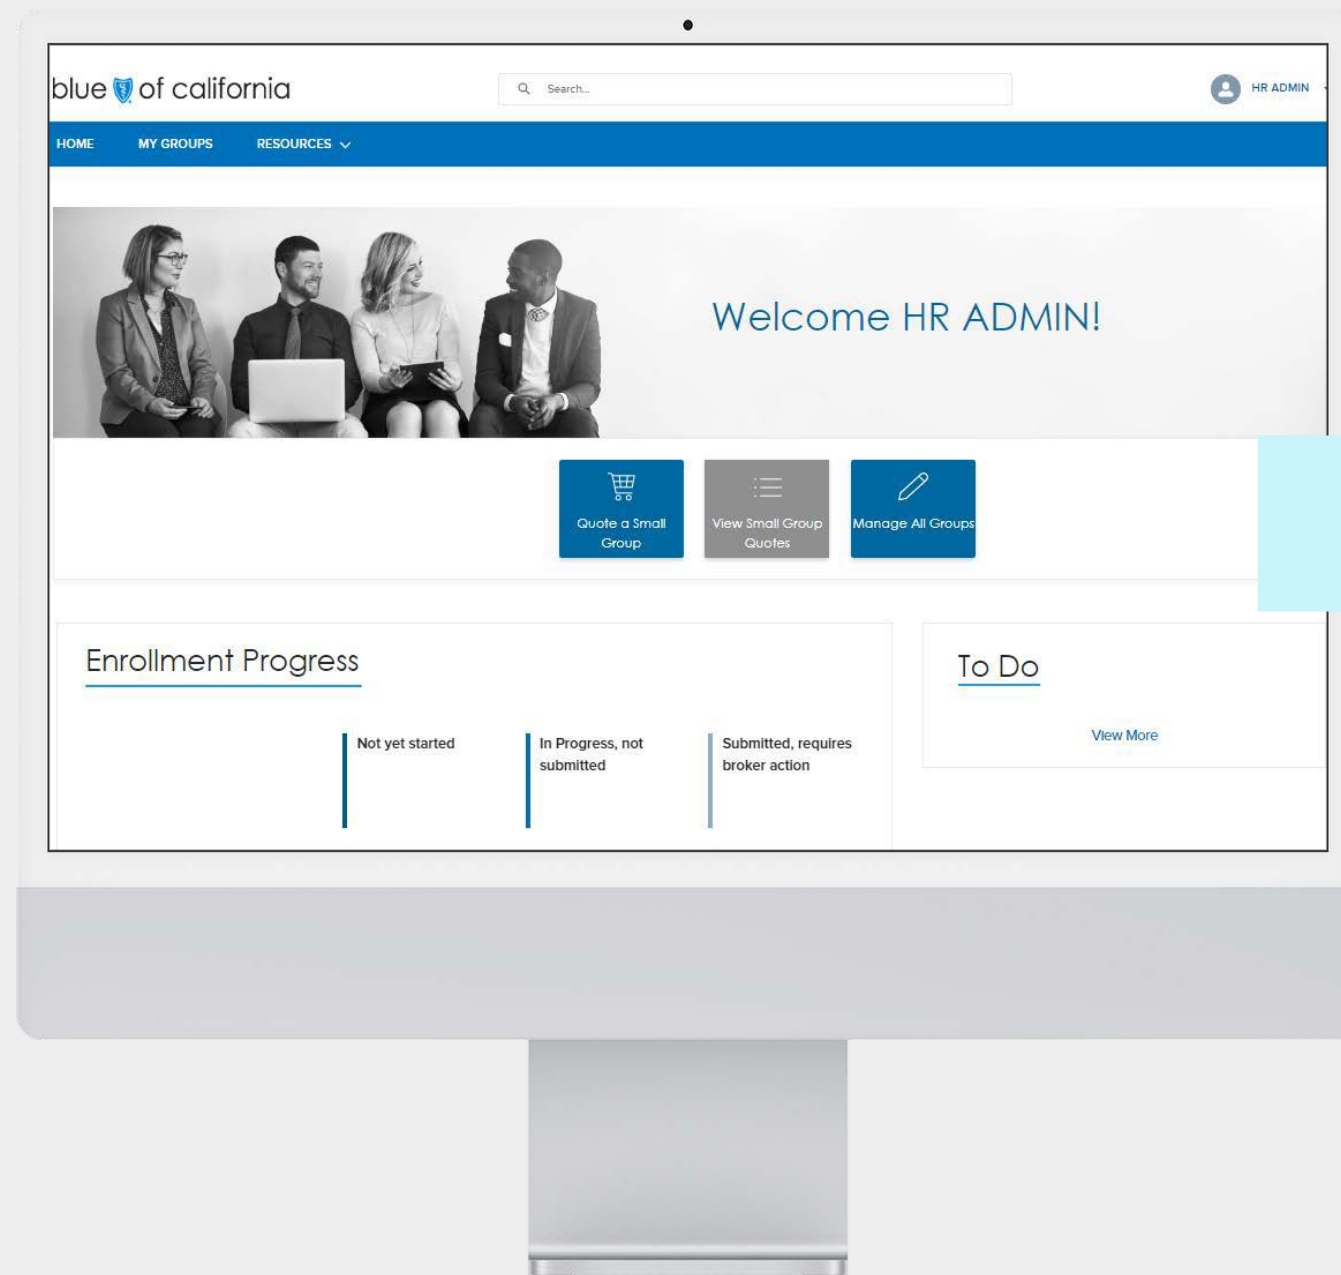 blue of california
Search...
HR ADMIN
HOME MY GROUPS RESOURCES
Welcome HR ADMIN!
Quote a Small
Group
View Small Group
Quotes
Manage All Groups
Enrollment Progress
Not yet started
In Progress, not
submitted
Submitted, requires
broker action
To Do
View More